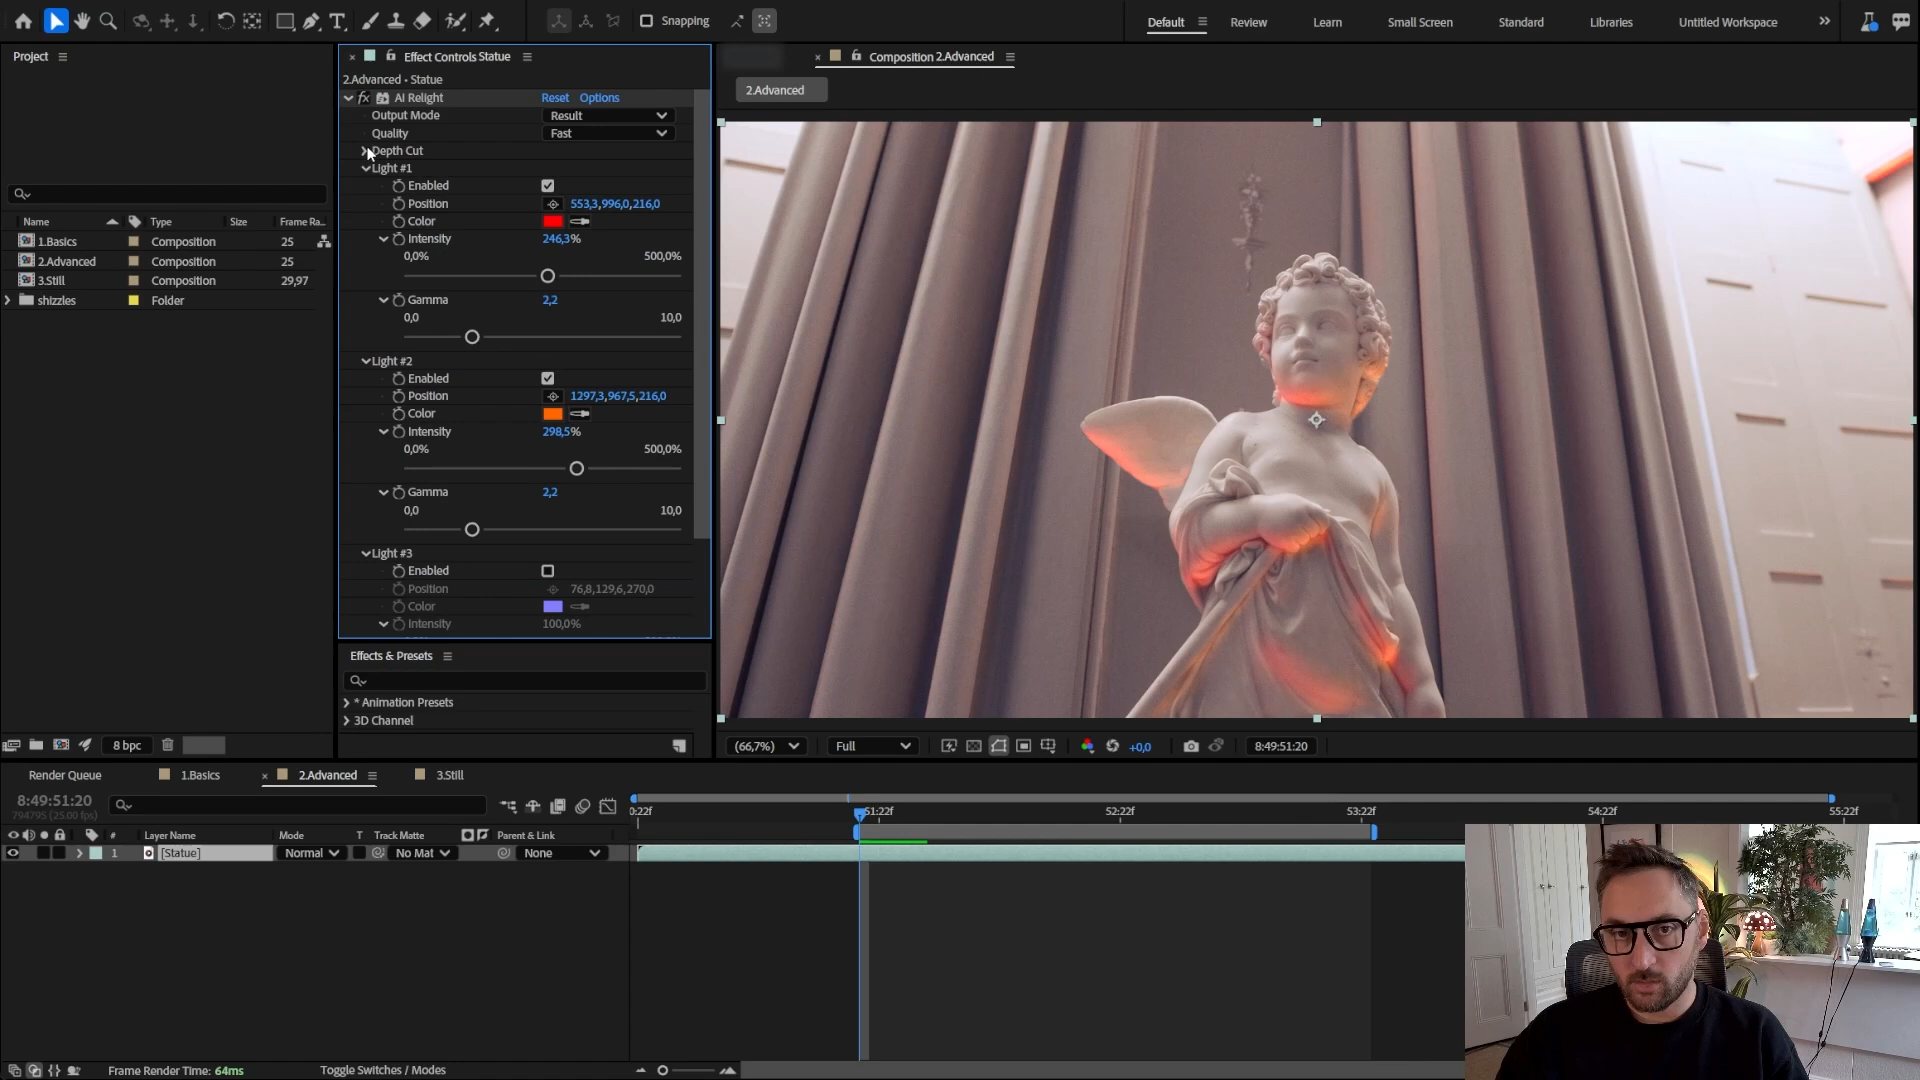 Snapping
Default
Review
Learn
Small Screen
Standard
Libraries
Untitled Workspace
Project
Effect Controls Statue
Composition 2.Advanced
2.Advanced • Statue
2.Advanced
fx AI Relight Reset Options
Output Mode Result
Quality Fast
Depth Cut
Light #1
Enabled
Position 553,3,996,0,216,0
Color
Intensity 246,3%
0,0% 500,0%
Gamma 2,2
0,0 10,0
Light #2
Enabled
Position 1297,3,967,5,216,0
Color
Intensity 298,5%
0,0% 500,0%
Gamma 2,2
0,0 10,0
Light #3
Enabled
Position 76,8,129,6,270,0
Color
Intensity 100,0%
Name Type Size Frame Ra..
1.Basics Composition 25
2.Advanced Composition 25
3.Still Composition 29,97
shizzles Folder
8 bpc
Effects & Presets
* Animation Presets
3D Channel
(66,7%) Full +0,0 8:49:51:20
Render Queue 1.Basics 2.Advanced 3.Still
8:49:51:20
794795 (25.00 fps)
# Layer Name Mode T Track Matte Parent & Link
1 [Statue] Normal No Mat None
0:22f 51:22f 52:22f 53:22f 54:22f 55:22f
Frame Render Time: 64ms
Toggle Switches / Modes